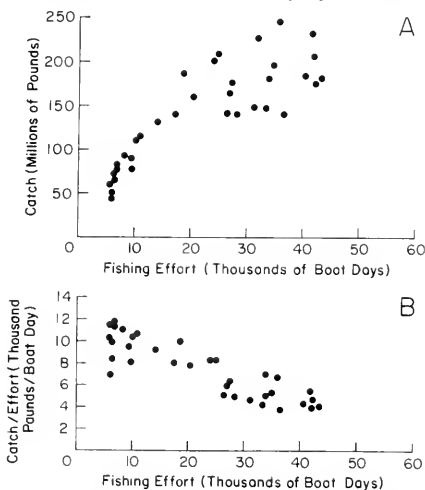 A
250
200
150
100
50
Catch (Millions of Pounds)
0 10 20 30 40 50 60
Fishing Effort (Thousands of Boat Days)
B
14
12
10
8
6
4
2
Catch/Effort (Thousand
Pounds/Boat Day)
0 10 20 30 40 50 60
Fishing Effort (Thousands of Boat Days)